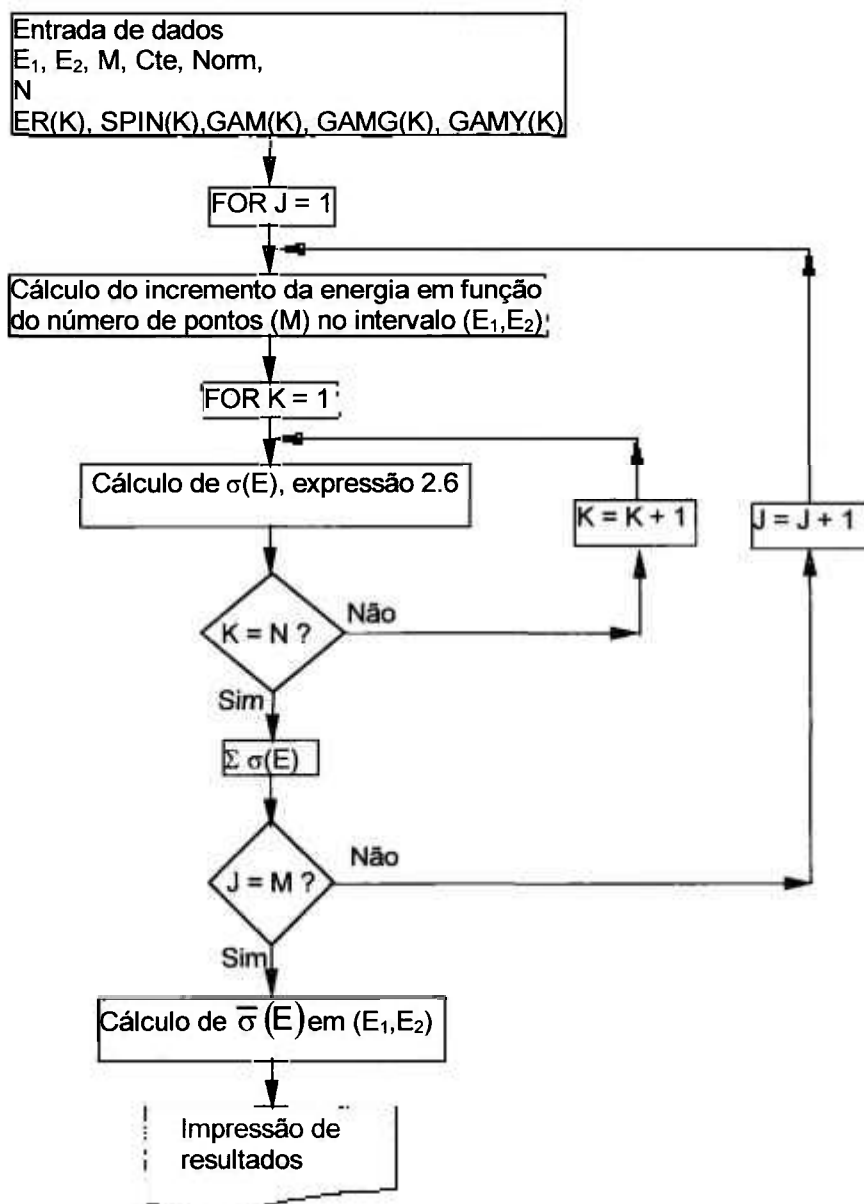 Entrada de dados
E₁, E₂, M, Cte, Norm,
N
ER(K), SPIN(K),GAM(K), GAMG(K), GAMY(K)
FOR J = 1
Cálculo do incremento da energia em função
do número de pontos (M) no intervalo (E₁,E₂)
FOR K = 1
Cálculo de σ(E), expressão 2.6
K = K + 1
J = J + 1
K = N ?
Não
Sim
Σ σ(E)
J = M ?
Não
Sim
Cálculo de σ̅(E) em (E₁,E₂)
Impressão de
resultados